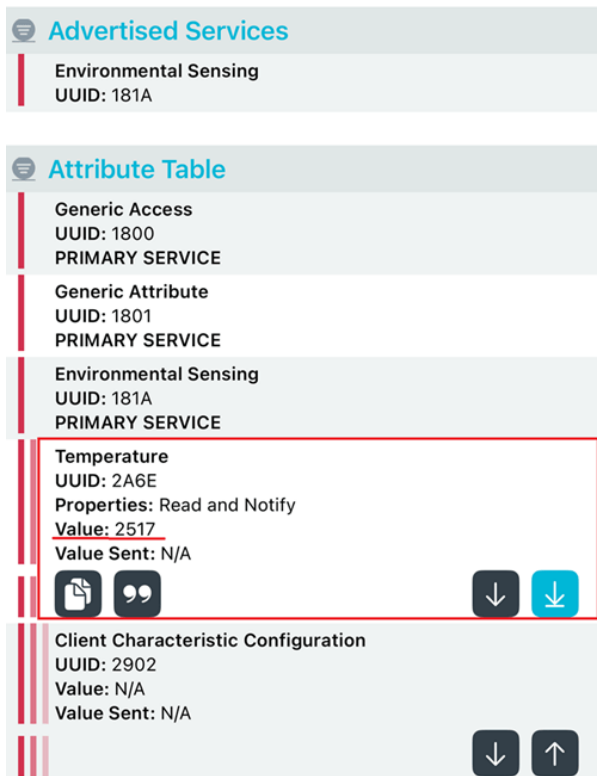 Advertised Services
Environmental Sensing
UUID: 181A
Attribute Table
Generic Access
UUID: 1800
PRIMARY SERVICE
Generic Attribute
UUID: 1801
PRIMARY SERVICE
Environmental Sensing
UUID: 181A
PRIMARY SERVICE
Temperature
UUID: 2A6E
Properties: Read and Notify
Value: 2517
Value Sent: N/A
Client Characteristic Configuration
UUID: 2902
Value: N/A
Value Sent: N/A